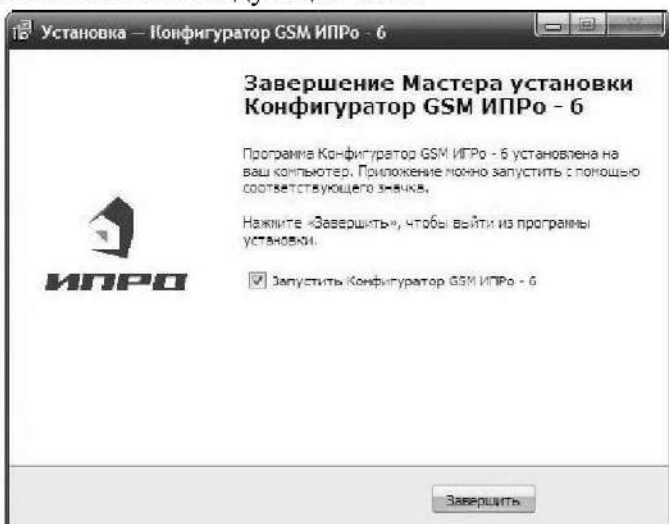 Установка — Конфигуратор GSM ИПРо - 6
Завершение Мастера установки
Конфигуратор GSM ИПРо - 6
Программа Конфигуратор GSM ИПРо - 6 установлена на
ваш компьютер. Приложение можно запустить с помощью
соответствующего значка.
Нажмите «Завершить», чтобы выйти из программы
установки.
ИПРО
Запустить Конфигуратор GSM ИПРо - 6
Завершить